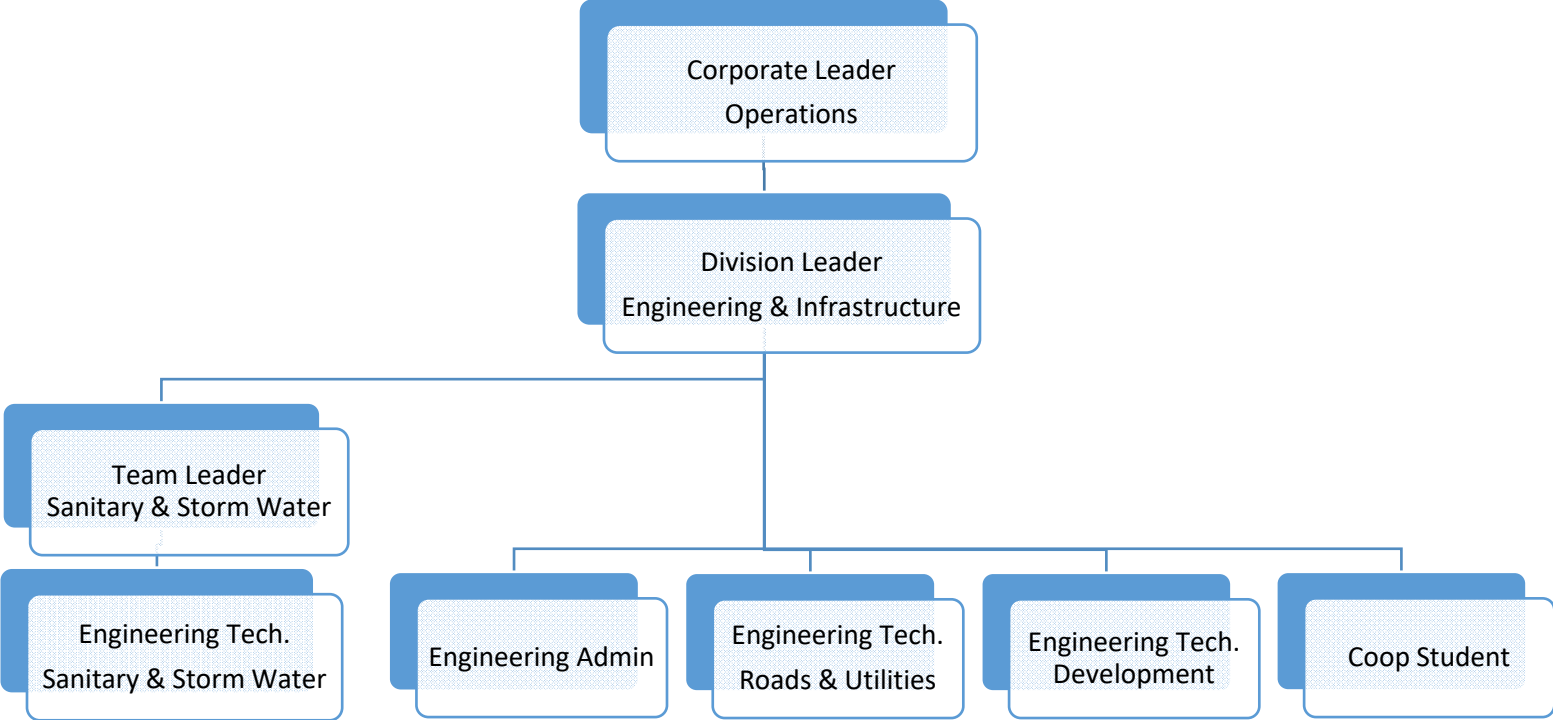 Corporate Leader
Operations
Division Leader
Engineering & Infrastructure
Team Leader
Sanitary & Storm Water
Engineering Tech.
Sanitary & Storm Water
Engineering Admin
Engineering Tech.
Roads & Utilities
Engineering Tech.
Development
Coop Student